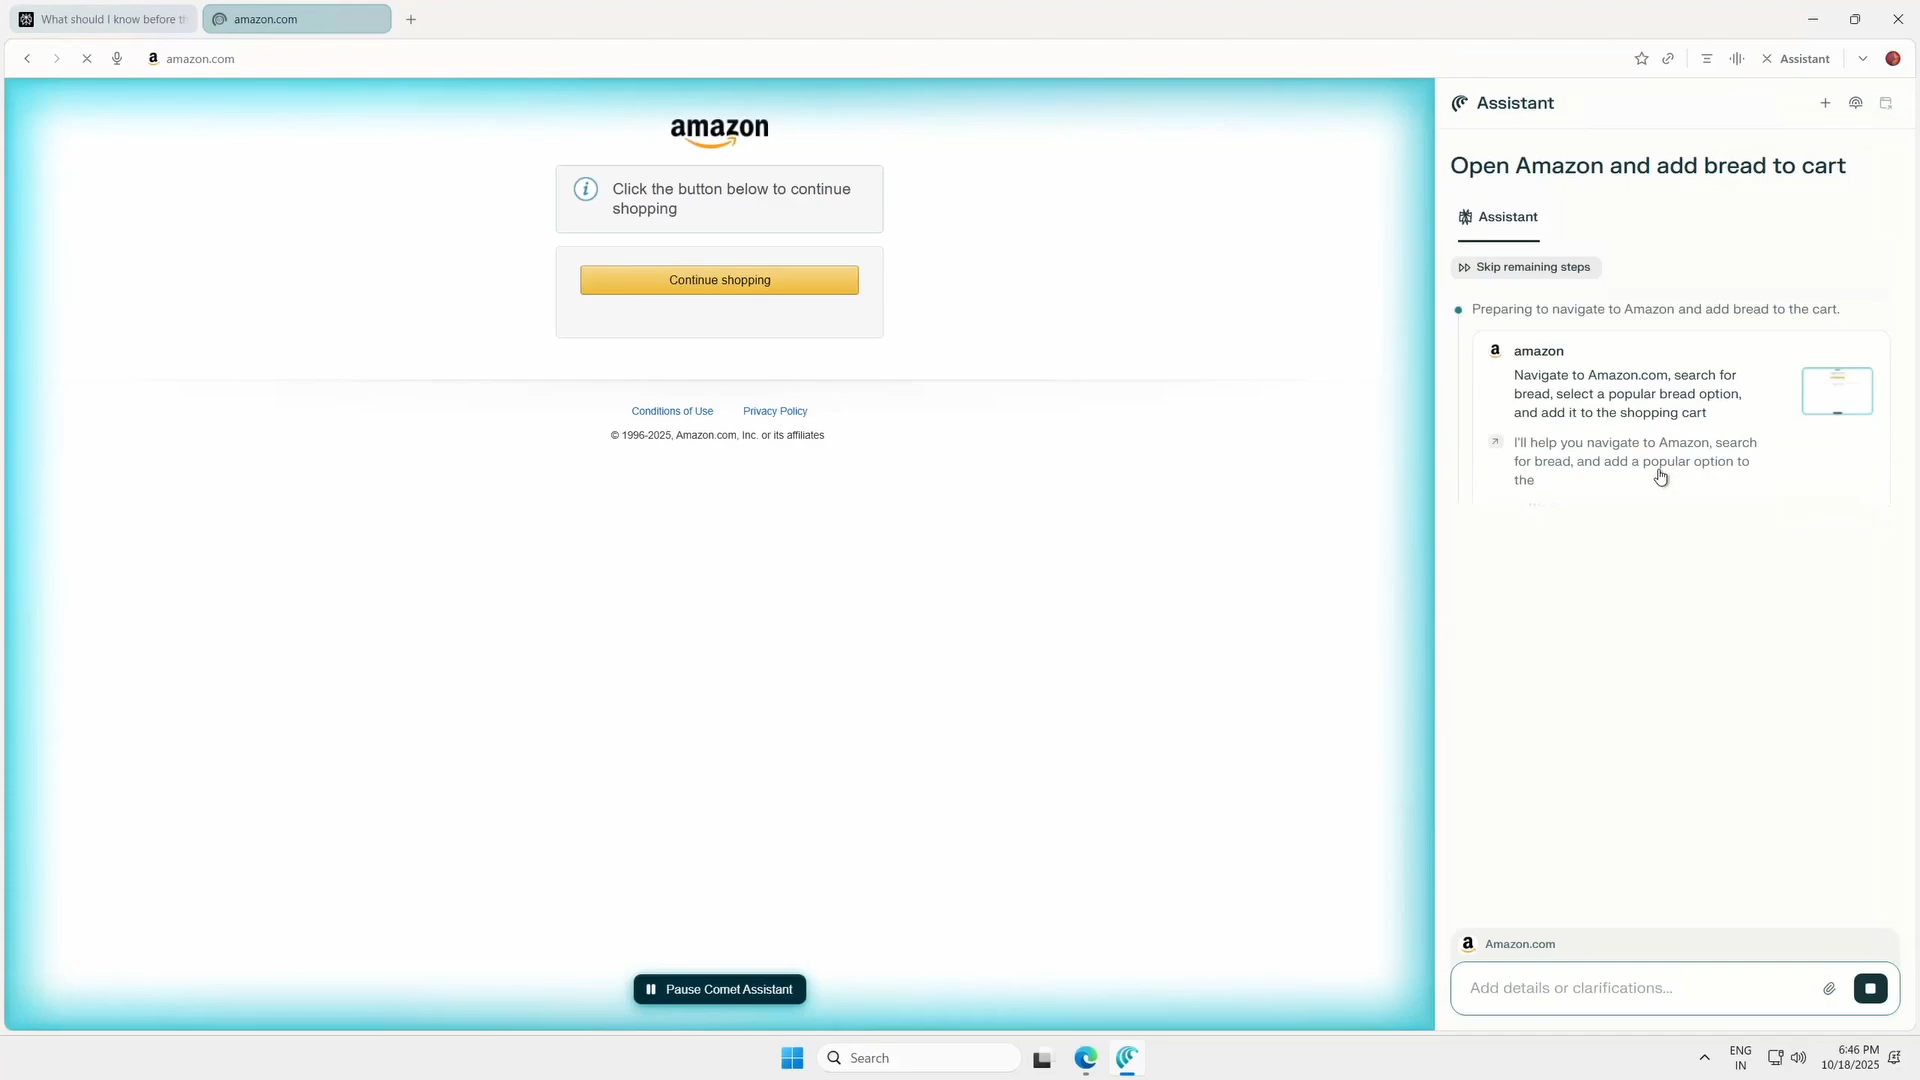 What should I know before th
amazon.com
amazon.com
Assistant
amazon
Click the button below to continue
shopping
Continue shopping
Conditions of Use
Privacy Policy
© 1996-2025, Amazon.com, Inc. or its affiliates
Pause Comet Assistant
Assistant
Open Amazon and add bread to cart
Assistant
Skip remaining steps
Preparing to navigate to Amazon and add bread to the cart.
a amazon
Navigate to Amazon.com, search for
bread, select a popular bread option,
and add it to the shopping cart
I'll help you navigate to Amazon, search
for bread, and add a popular option to
the
a Amazon.com
Add details or clarifications...
Search
ENG
IN
6:46 PM
10/18/2025